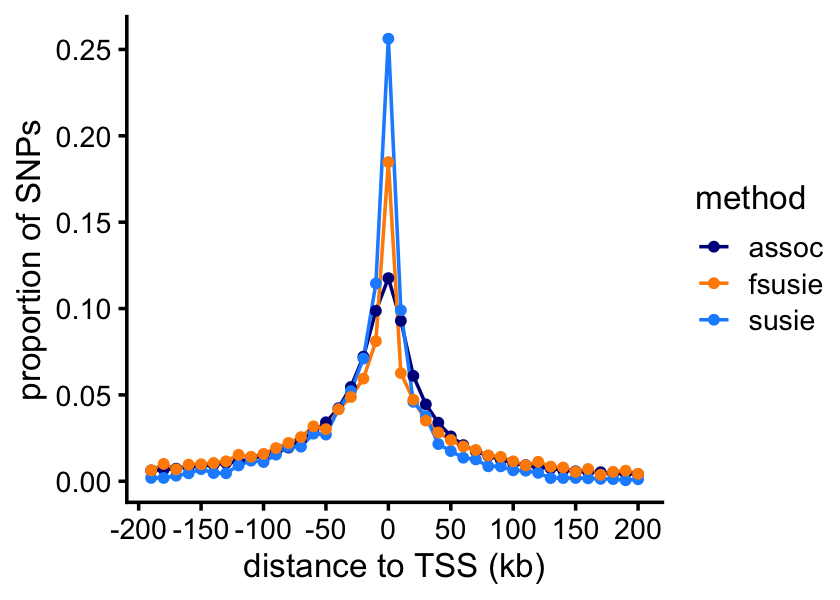 proportion of SNPs
0.25
0.20
0.15
0.10
0.05
0.00
-200 -150 -100 -50 0 50 100 150 200
distance to TSS (kb)
method
assoc
fsusie
susie